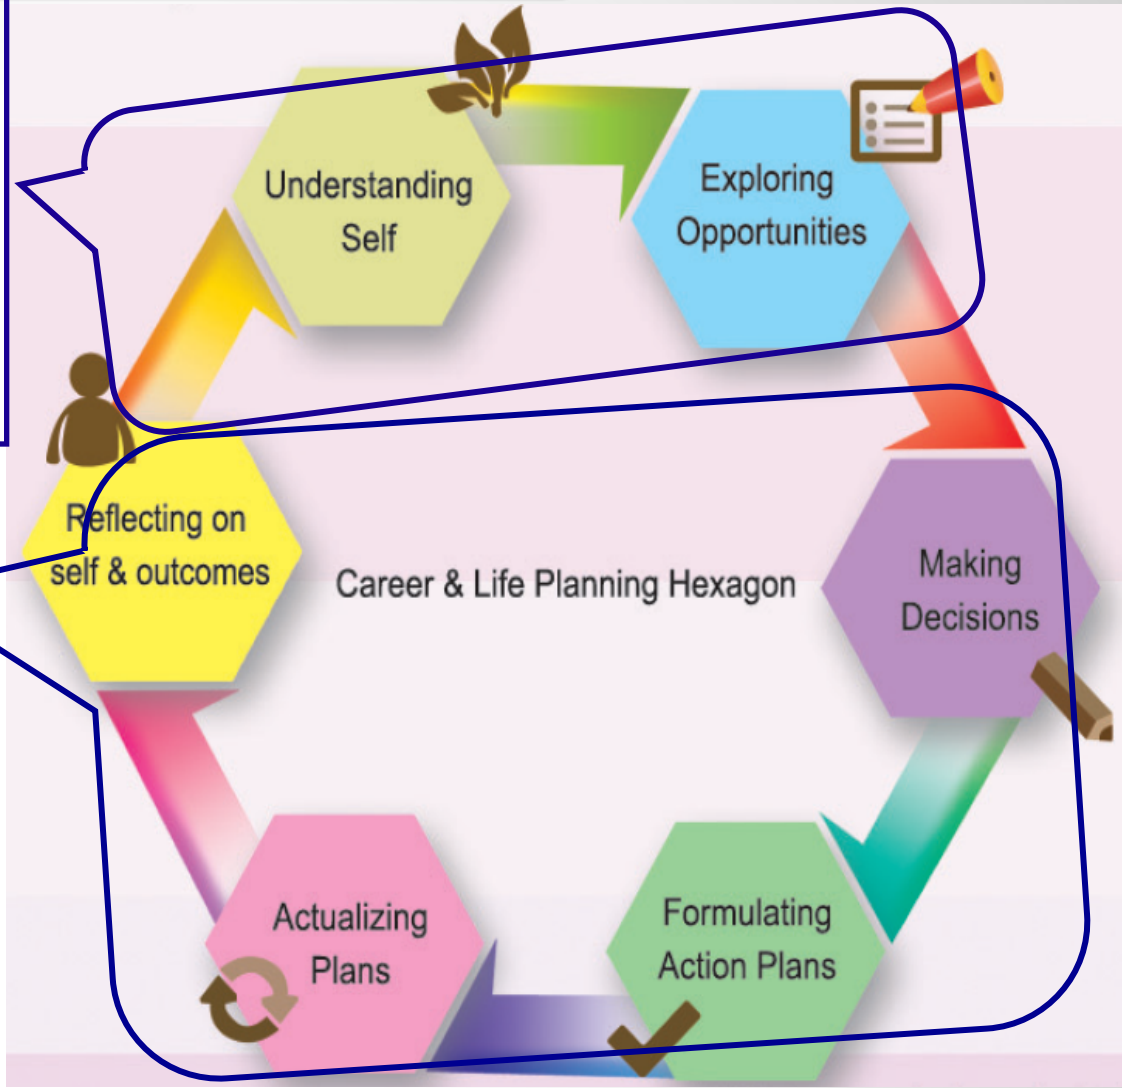 Understanding
Self
Exploring
Opportunities
Making
Decisions
Formulating
Action Plans
Actualizing
Plans
Reflecting on
self & outcomes
Career & Life Planning Hexagon